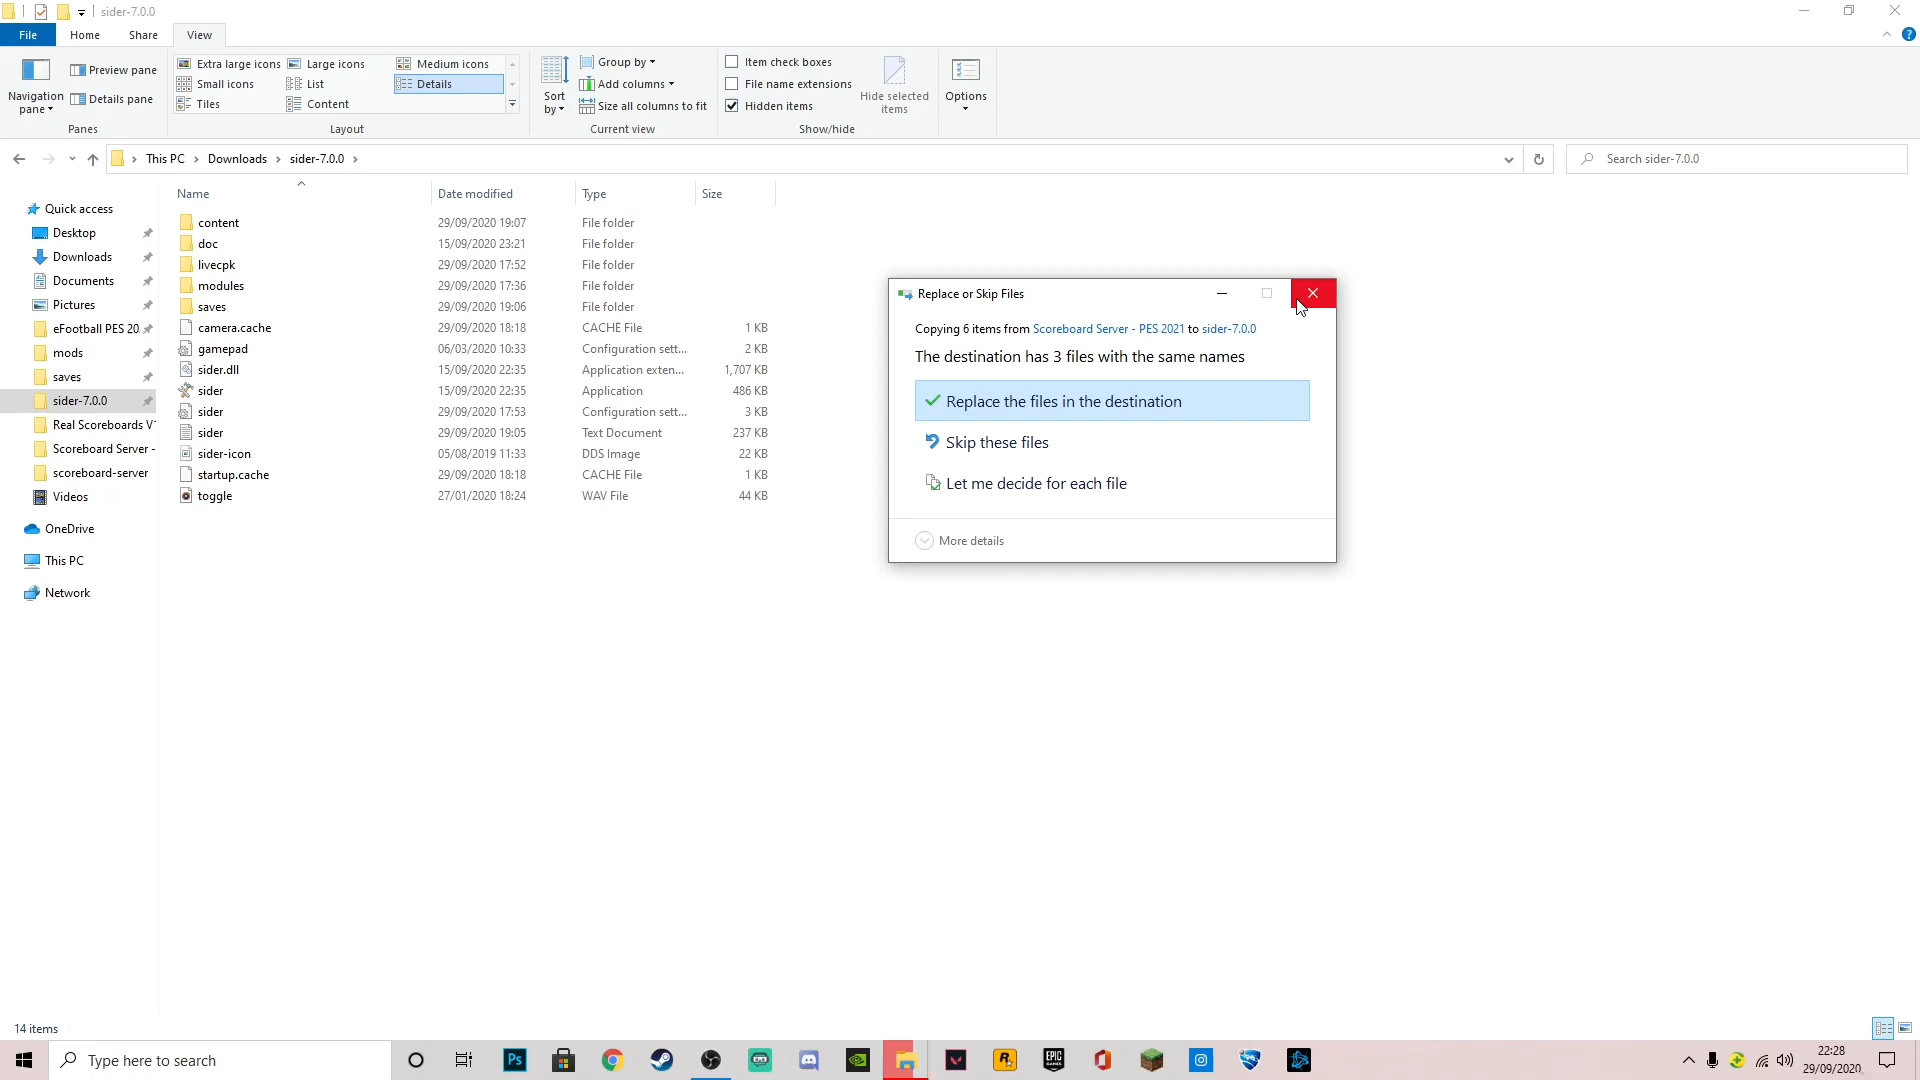 sider-7.0.0
File Home Share View
Navigation pane
Preview pane
Details pane
Panes
Extra large icons Large icons Medium icons
Small icons List Details
Tiles Content
Layout
Sort by
Group by
Add columns
Size all columns to fit
Current view
Item check boxes
File name extensions
Hidden items
Hide selected items
Show/hide
Options
This PC Downloads sider-7.0.0
Search sider-7.0.0
Quick access
Desktop
Downloads
Documents
Pictures
eFootball PES 20
mods
saves
sider-7.0.0
Real Scoreboards V
Scoreboard Server -
scoreboard-server
Videos
OneDrive
This PC
Network
Name Date modified Type Size
content 29/09/2020 19:07 File folder
doc 15/09/2020 23:21 File folder
livecpk 29/09/2020 17:52 File folder
modules 29/09/2020 17:36 File folder
saves 29/09/2020 19:06 File folder
camera.cache 29/09/2020 18:18 CACHE File 1 KB
gamepad 06/03/2020 10:33 Configuration sett... 2 KB
sider.dll 15/09/2020 22:35 Application exten... 1,707 KB
sider 15/09/2020 22:35 Application 486 KB
sider 29/09/2020 17:53 Configuration sett... 3 KB
sider 29/09/2020 19:05 Text Document 237 KB
sider-icon 05/08/2019 11:33 DDS Image 22 KB
startup.cache 29/09/2020 18:18 CACHE File 1 KB
toggle 27/01/2020 18:24 WAV File 44 KB
Replace or Skip Files
Copying 6 items from Scoreboard Server - PES 2021 to sider-7.0.0
The destination has 3 files with the same names
Replace the files in the destination
Skip these files
Let me decide for each file
More details
14 items
Type here to search
Ps
R
EPIC GAMES
22:28
29/09/2020